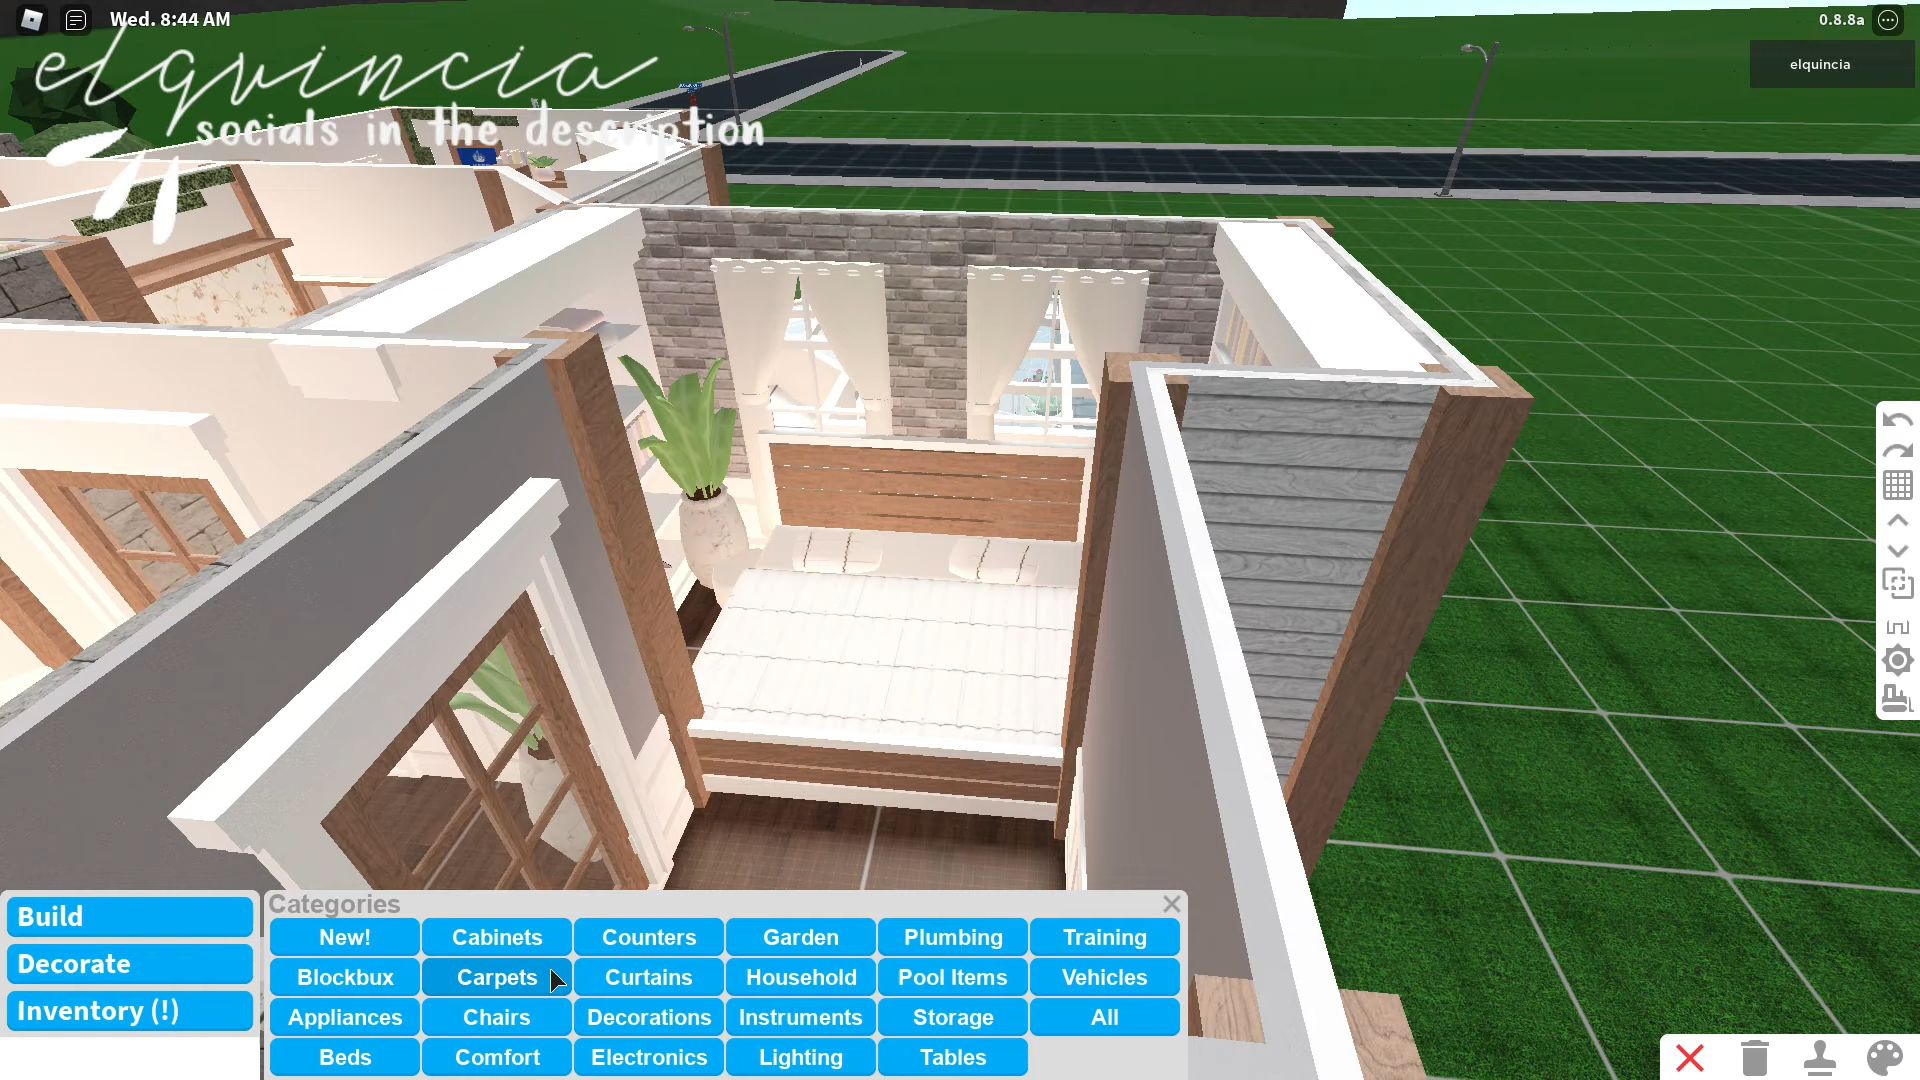 Wed. 8:44 AM
0.8.8a
elquincia
elquincia
socials in the description
Build
Decorate
Inventory (!)
Categories
New!
Cabinets
Counters
Garden
Plumbing
Training
Blockbux
Carpets
Curtains
Household
Pool Items
Vehicles
Appliances
Chairs
Decorations
Instruments
Storage
All
Beds
Comfort
Electronics
Lighting
Tables